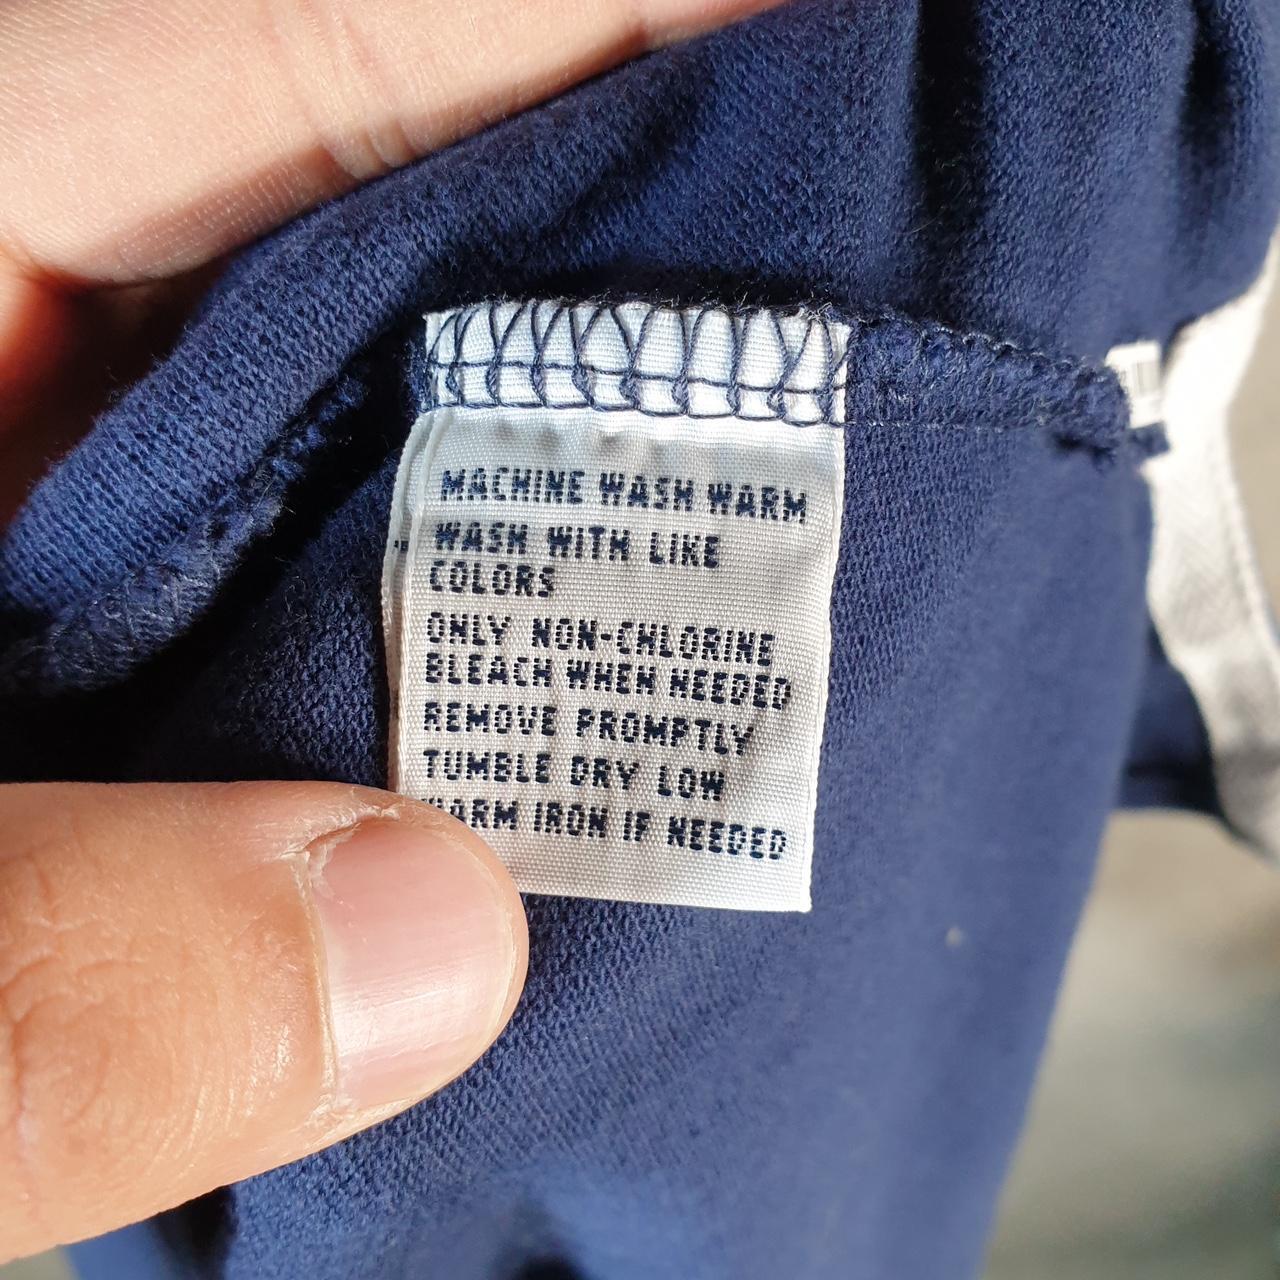 MACHINE WASH WARM
WASH WITH LIKE
COLORS
ONLY NON-CHLORINE
BLEACH WHEN NEEDED
REMOVE PROMPTLY
TUMBLE DRY LOW
WARM IRON IF NEEDED